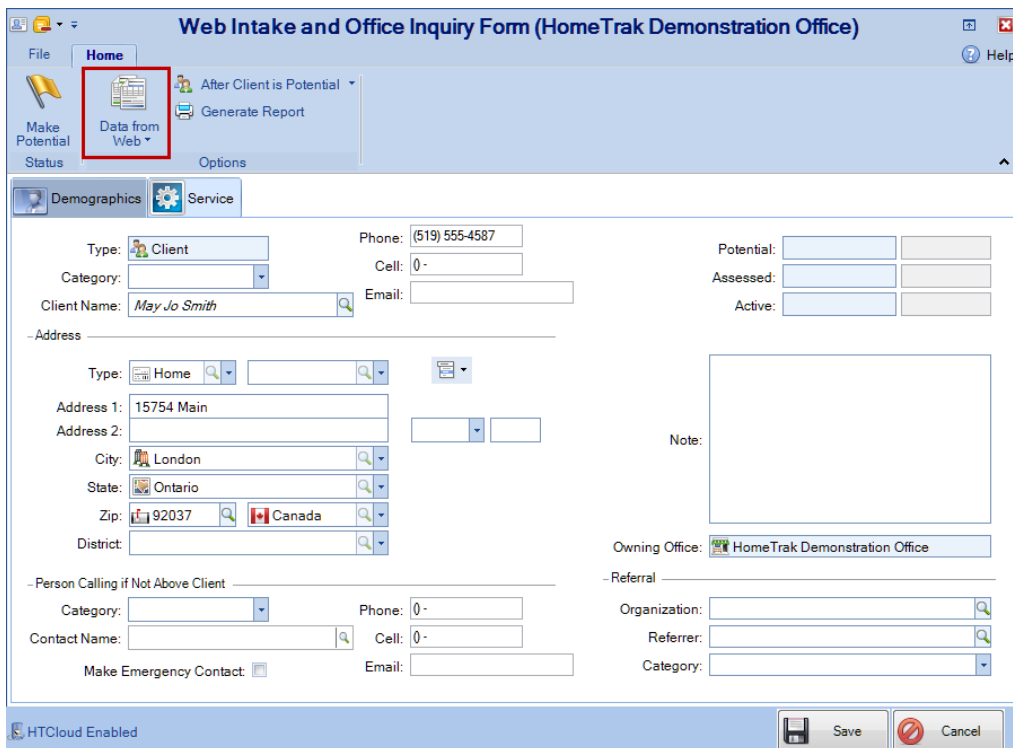 Web Intake and Office Inquiry Form (HomeTrak Demonstration Office)
File Home Help
Make Potential
Data from Web
After Client is Potential
Generate Report
Status Options
Demographics Service
Type: Client
Category:
Client Name: May Jo Smith
Phone: (519) 555-4587
Cell: () -
Email:
Potential:
Assessed:
Active:
Address
Type: Home
Address 1: 15754 Main
Address 2:
City: London
State: Ontario
Zip: 92037 Canada
District:
Note:
Owning Office: HomeTrak Demonstration Office
Person Calling if Not Above Client
Category:
Contact Name:
Make Emergency Contact:
Phone: () -
Cell: () -
Email:
Referral
Organization:
Referrer:
Category:
HTCloud Enabled
Save Cancel